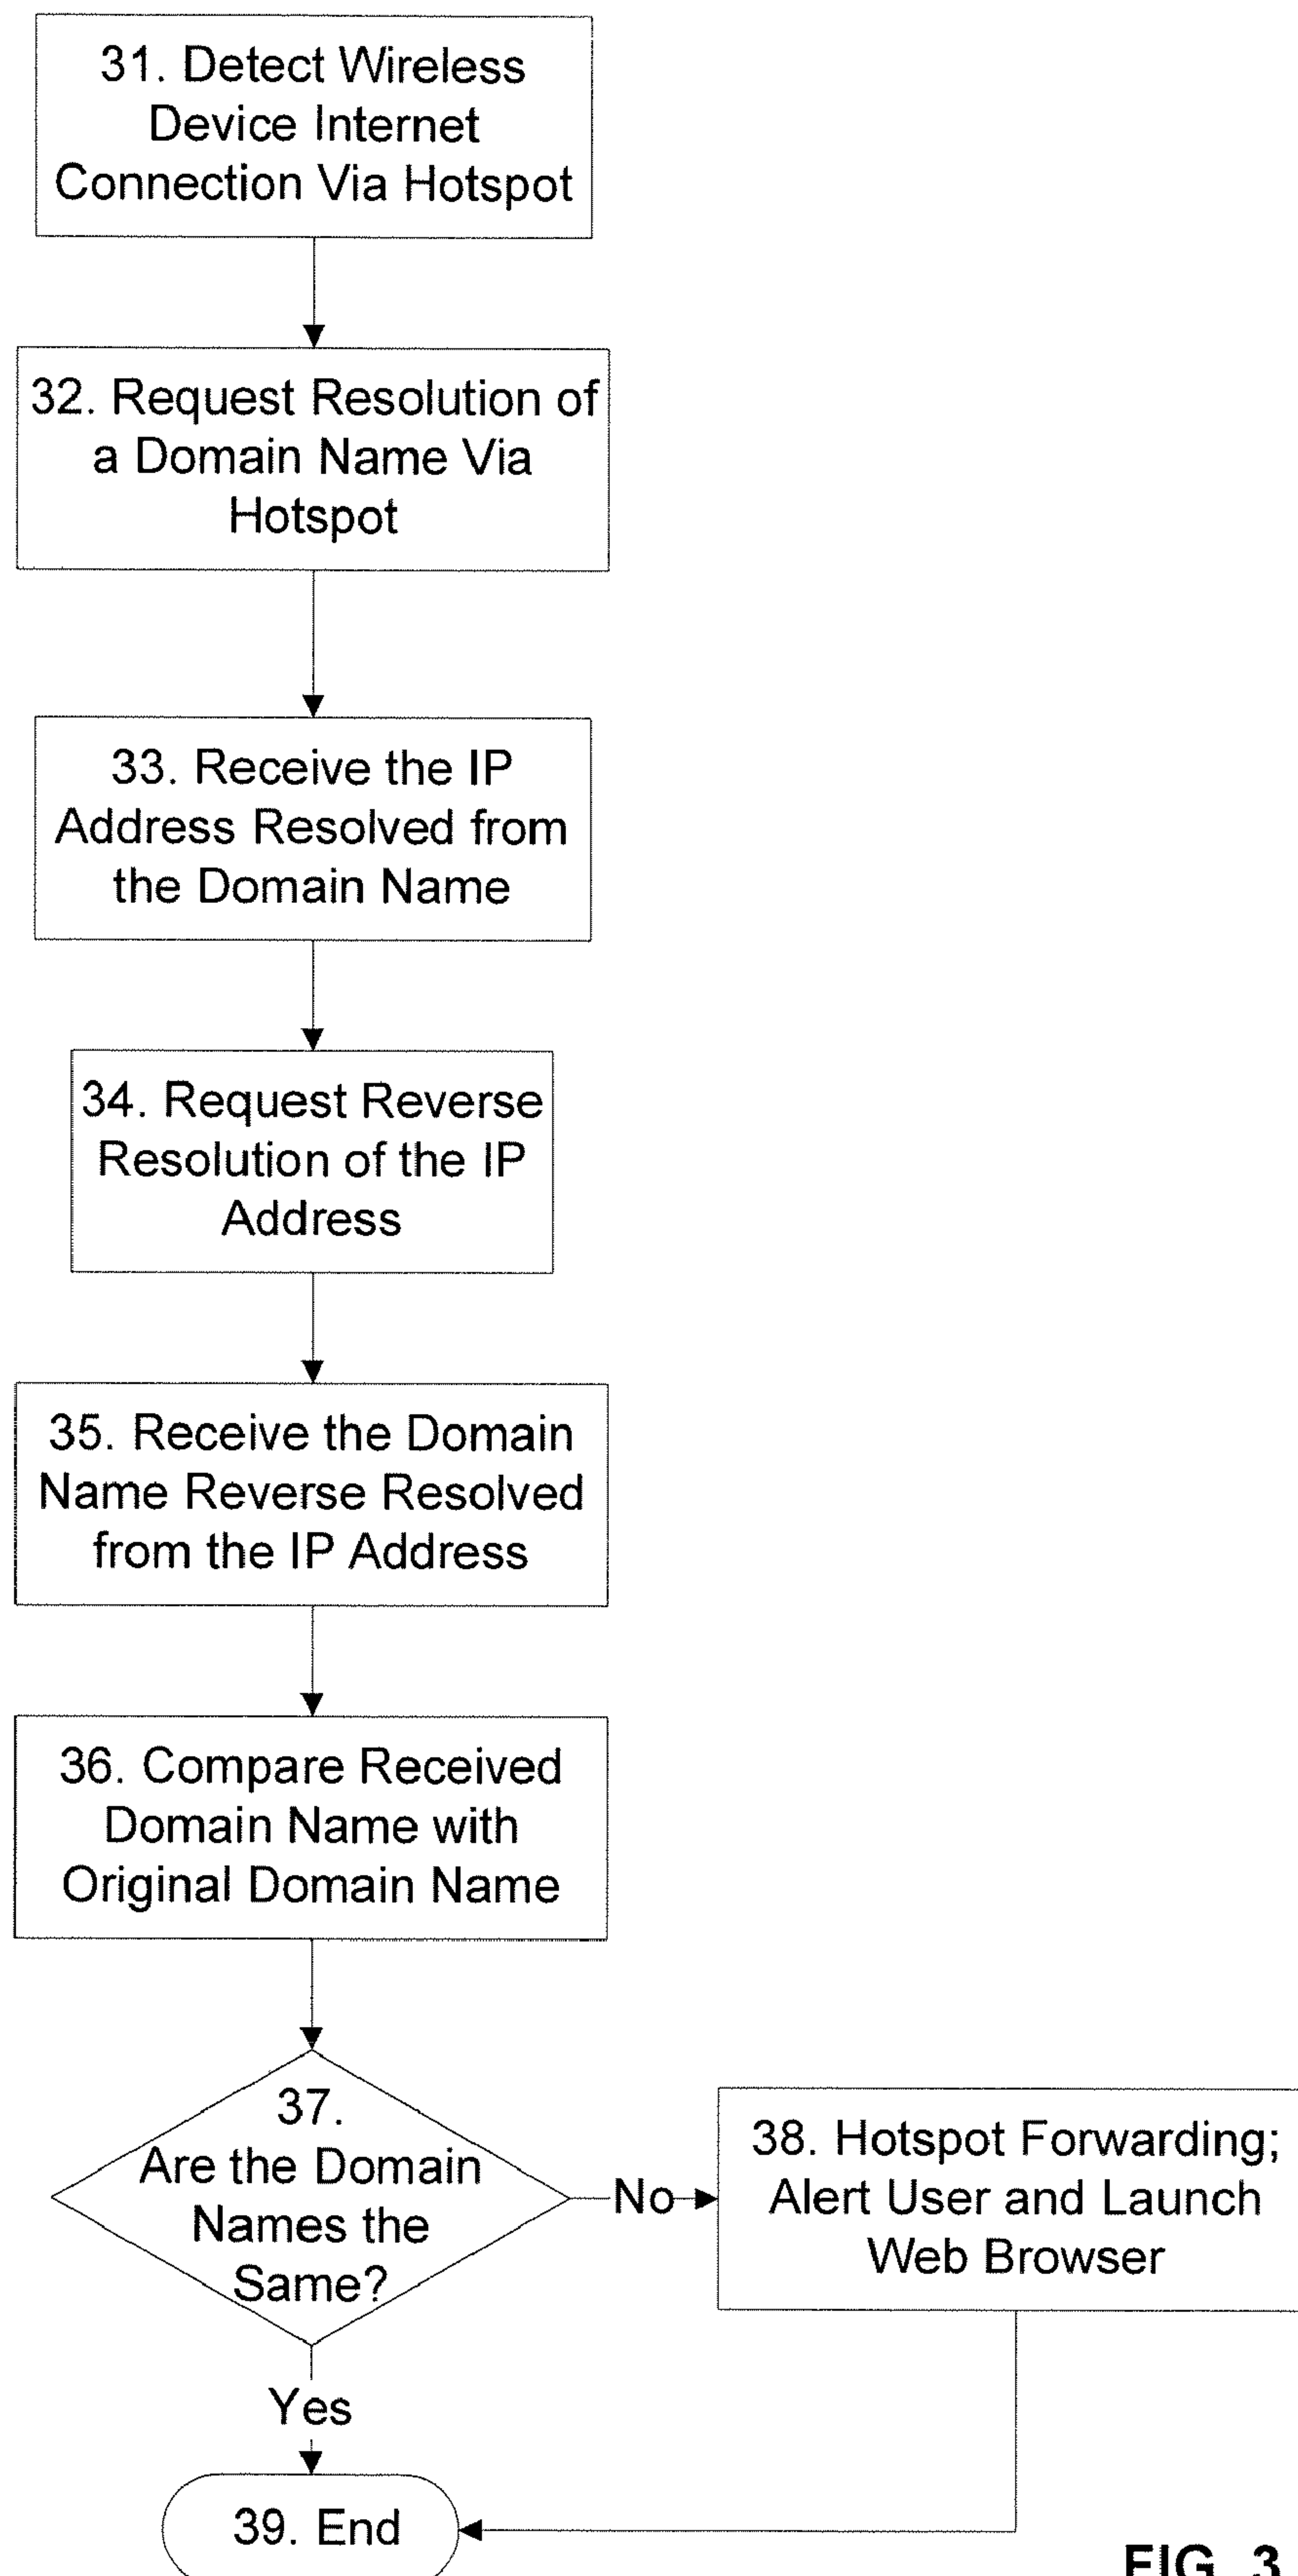 31. Detect Wireless
Device Internet
Connection Via Hotspot
32. Request Resolution of
a Domain Name Via
Hotspot
33. Receive the IP
Address Resolved from
the Domain Name
34. Request Reverse
Resolution of the IP
Address
35. Receive the Domain
Name Reverse Resolved
from the IP Address
36. Compare Received
Domain Name with
Original Domain Name
37.
Are the Domain
Names the
Same?
No
38. Hotspot Forwarding;
Alert User and Launch
Web Browser
Yes
39. End
FIG. 3